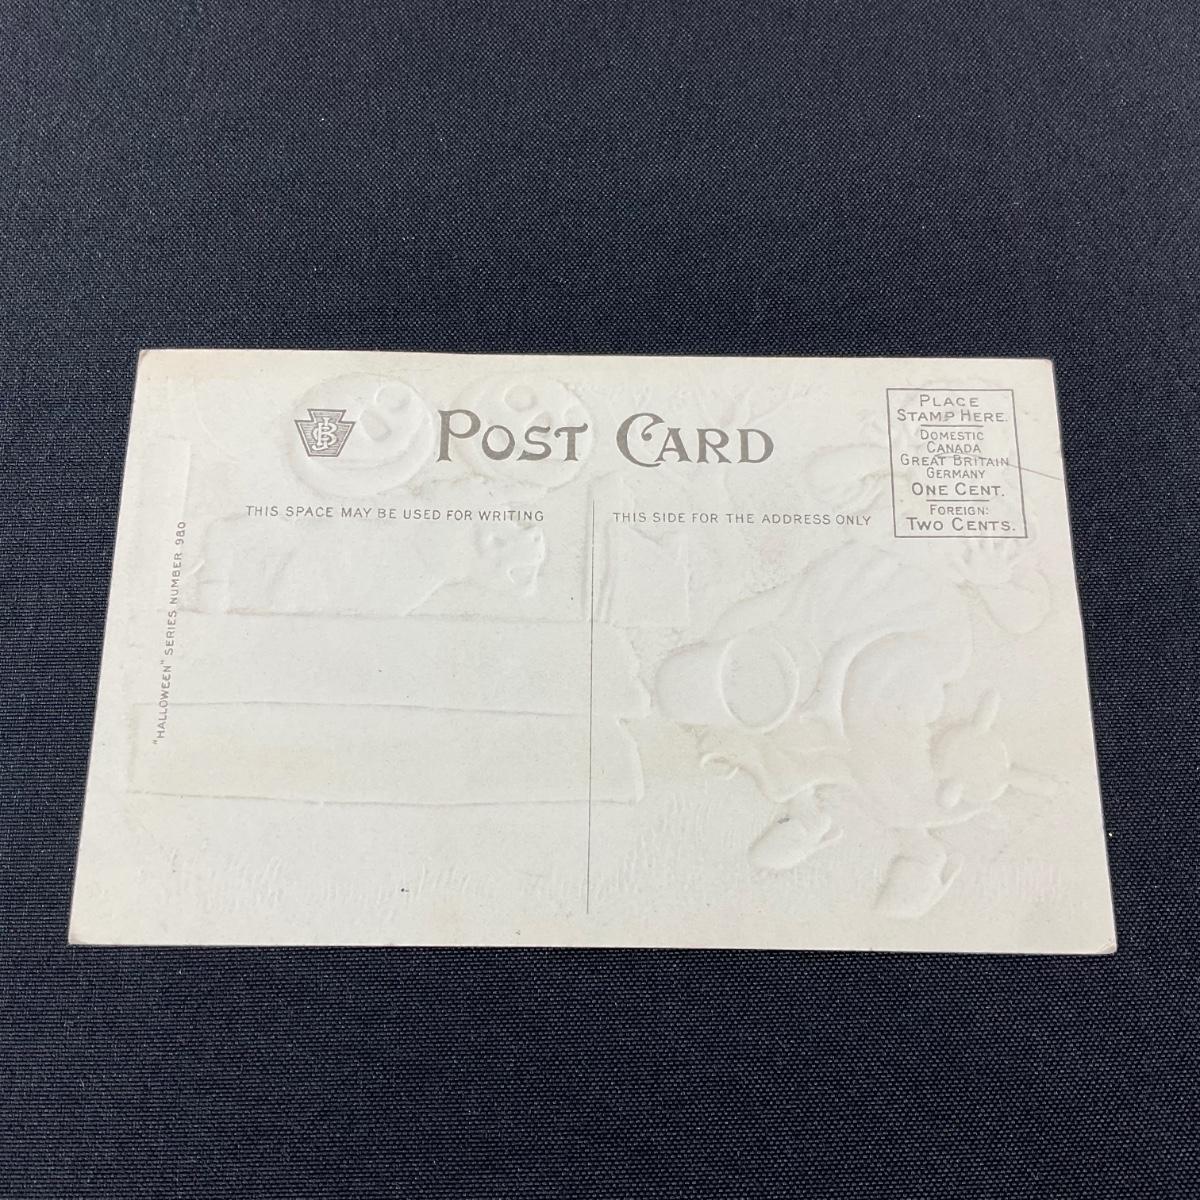 POST CARD
THIS SPACE MAY BE USED FOR WRITING
THIS SIDE FOR THE ADDRESS ONLY
PLACE
STAMP HERE.
DOMESTIC
CANADA
GREAT BRITAIN
GERMANY
ONE CENT.
FOREIGN:
TWO CENTS.
"HALLOWEEN" SERIES NUMBER 980